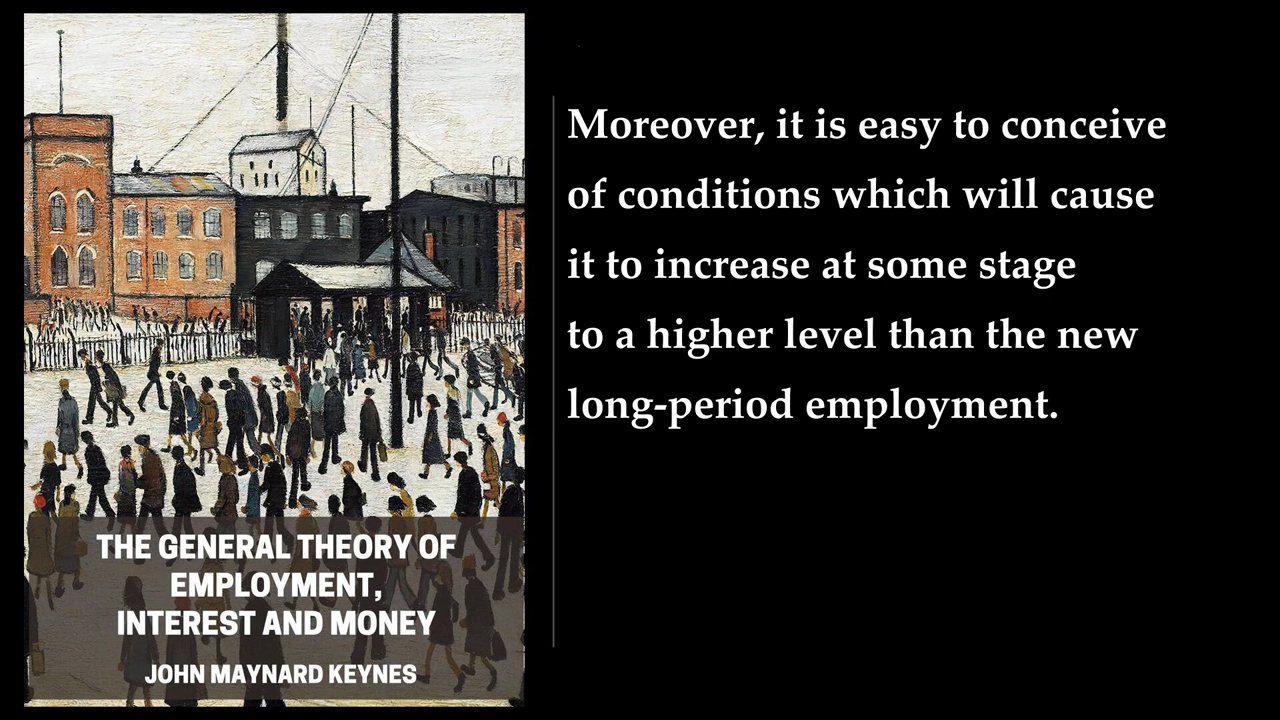 THE GENERAL THEORY OF
EMPLOYMENT,
INTEREST AND MONEY
JOHN MAYNARD KEYNES
Moreover, it is easy to conceive
of conditions which will cause
it to increase at some stage
to a higher level than the new
long-period employment.